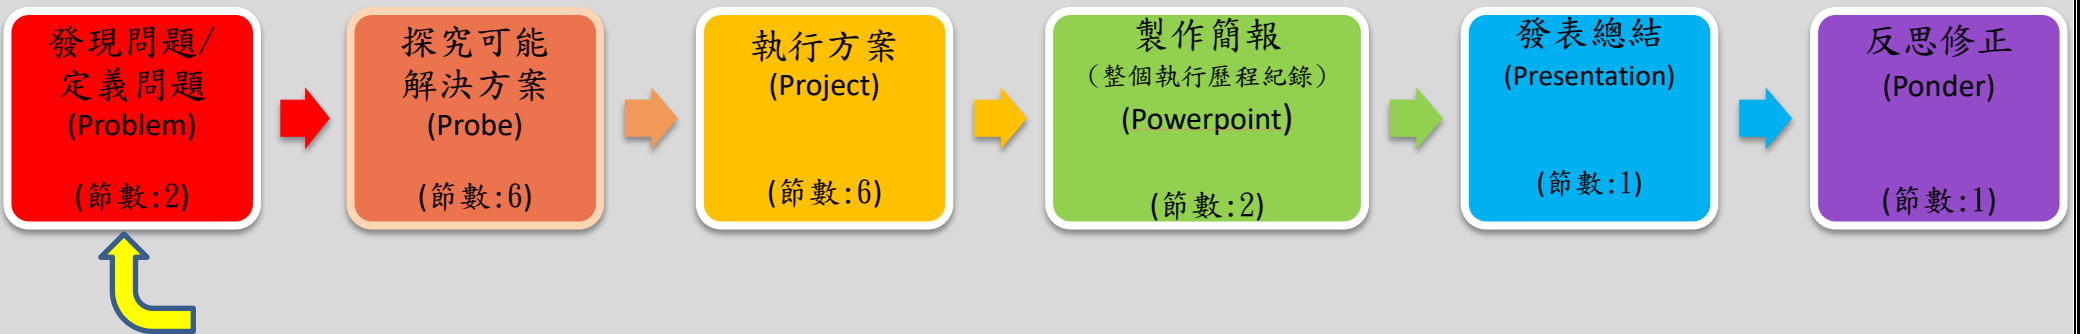 發現問題/
定義問題
(Problem)
(節數:2)
探究可能
解決方案
(Probe)
(節數:6)
執行方案
(Project)
(節數:6)
製作簡報
（整個執行歷程紀錄）
(Powerpoint)
(節數:2)
發表總結
(Presentation)
(節數:1)
反思修正
(Ponder)
(節數:1)